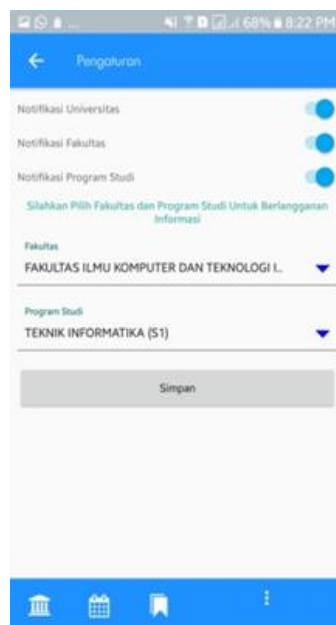 ... 68% 8:22 PM
Pengaturan
Notifikasi Universitas
Notifikasi Fakultas
Notifikasi Program Studi
Silahkan Pilih Fakultas dan Program Studi Untuk Berlangganan
Informasi
Fakultas
FAKULTAS ILMU KOMPUTER DAN TEKNOLOGI I..
Program Studi
TEKNIK INFORMATIKA (S1)
Simpan